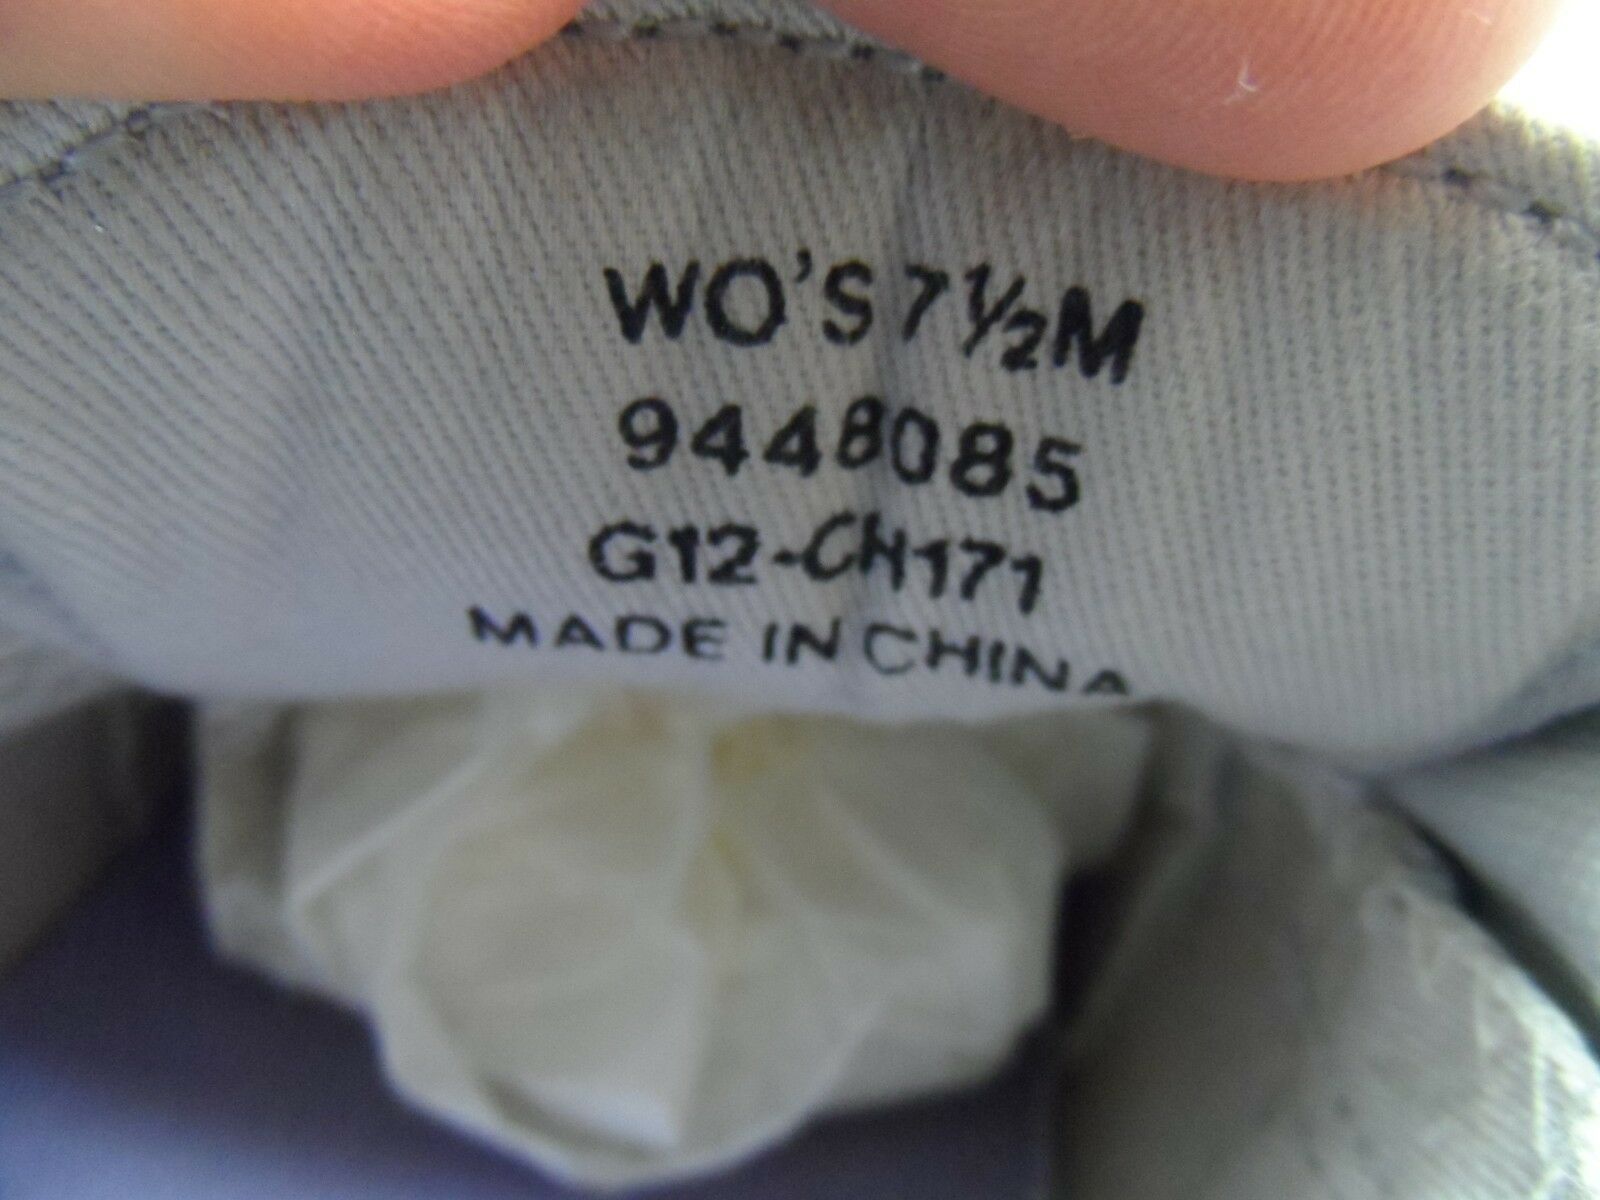 WO'S 7½M
9448085
G12-CH171
MADE IN CHINA